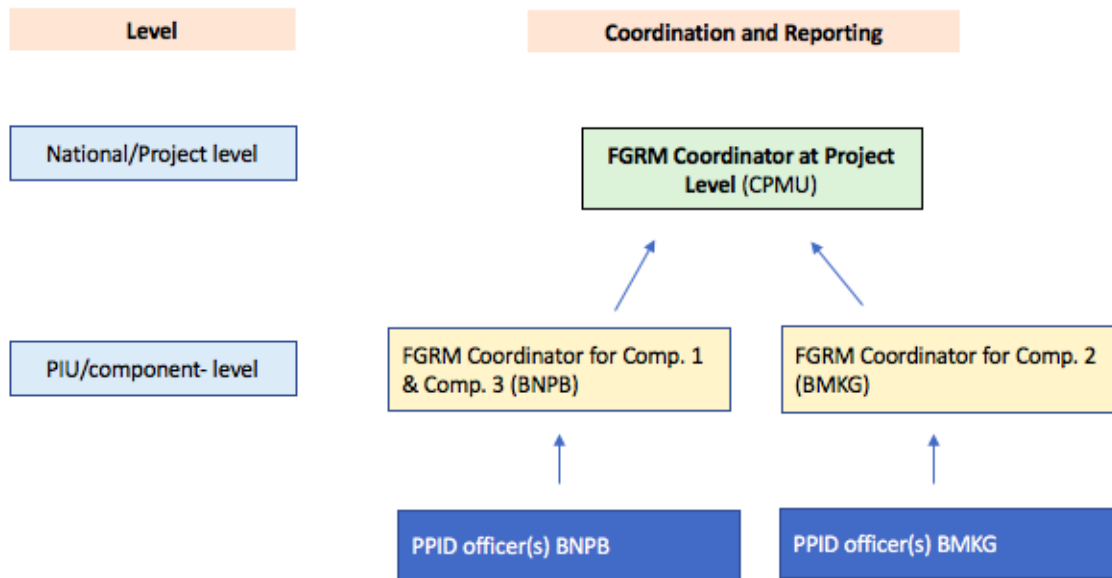 Level
Coordination and Reporting
National/Project level
FGRM Coordinator at Project
Level (CPMU)
PIU/component- level
FGRM Coordinator for Comp. 1
& Comp. 3 (BNPB)
FGRM Coordinator for Comp. 2
(BMKG)
PPID officer(s) BNPB
PPID officer(s) BMKG